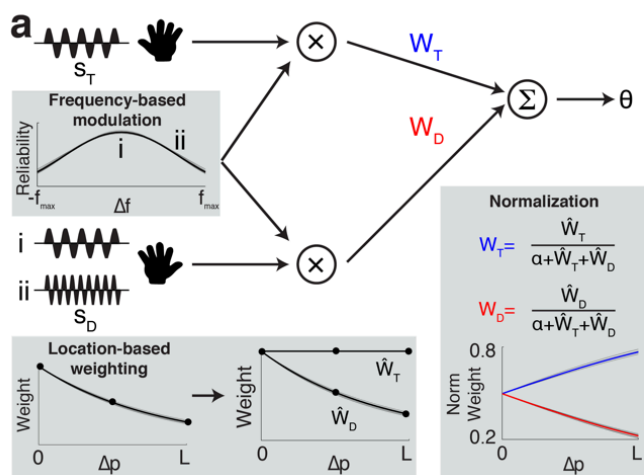 a
S_T
×
W_T
Σ
θ
W_D
Frequency-based
modulation
Reliability
i
ii
-f_max
Δf
f_max
i
ii
S_D
×
Location-based
weighting
Weight
0
Δp
L
Weight
Ŵ_T
Ŵ_D
0
Δp
L
Normalization
W_T= Ŵ_T
α+Ŵ_T+Ŵ_D
W_D= Ŵ_D
α+Ŵ_T+Ŵ_D
0.8
Norm
Weight
0.2
0
Δp
L